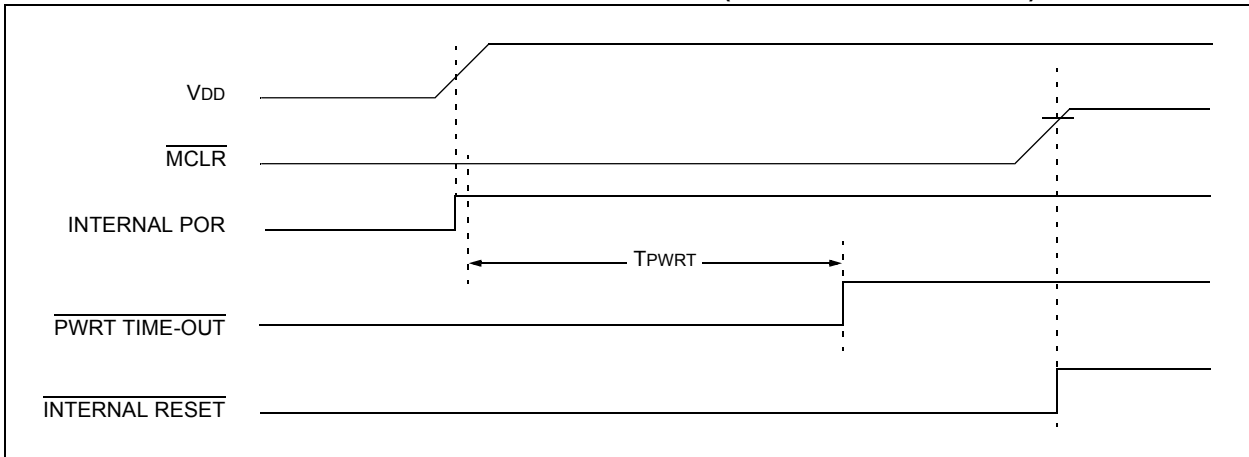 VDD
MCLR
INTERNAL POR
TPWRT
PWRT TIME-OUT
INTERNAL RESET